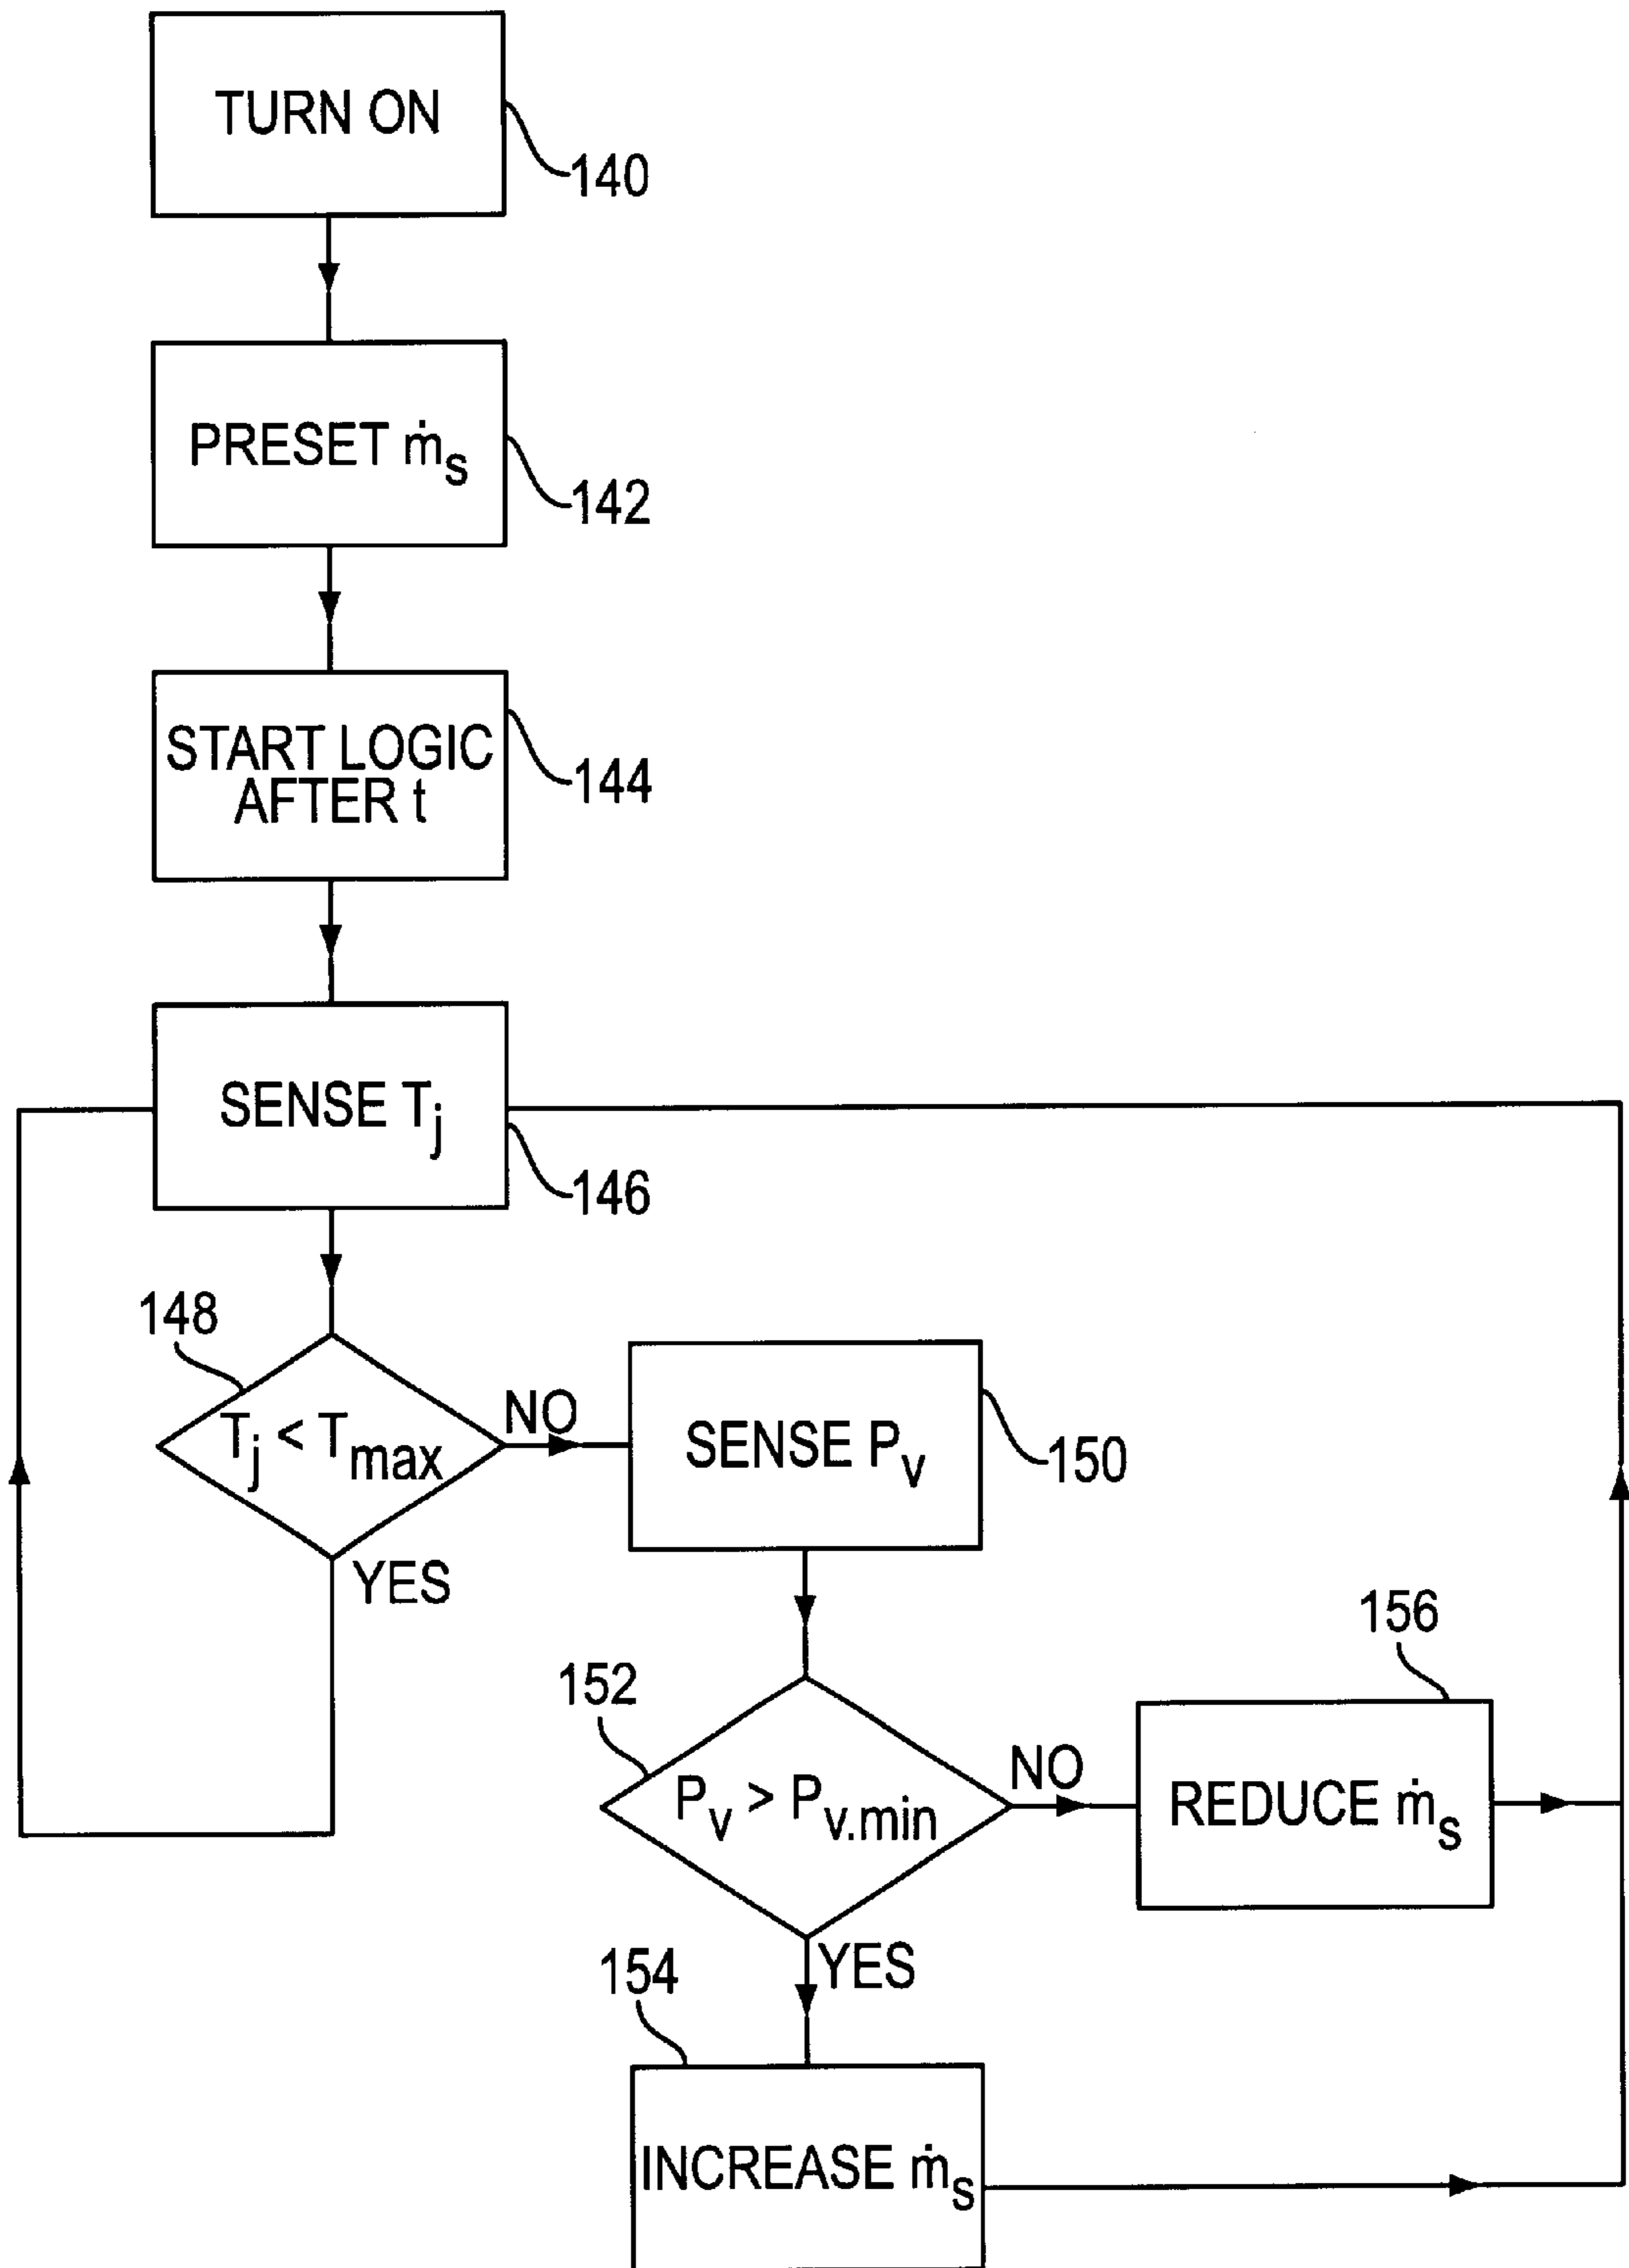 TURN ON
140
PRESET ṁs
142
START LOGIC
AFTER t
144
SENSE Tj
146
148
Tj < Tmax
NO
YES
SENSE Pv
150
152
Pv > Pv.min
NO
YES
156
REDUCE ṁs
154
INCREASE ṁs